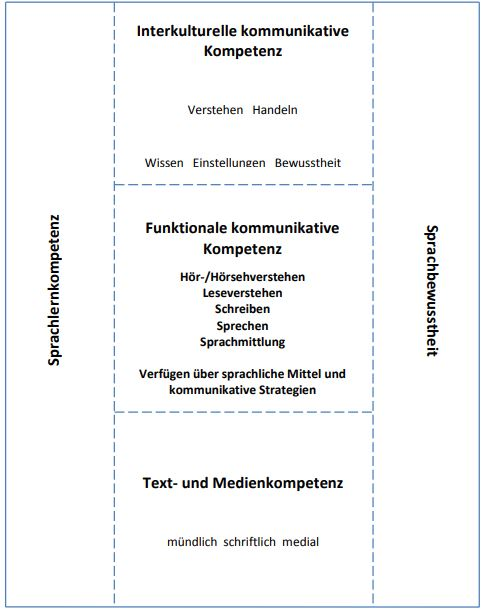 Interkulturelle kommunikative
Kompetenz
Verstehen Handeln
Wissen Einstellungen Bewusstheit
Sprachlernkompetenz
Funktionale kommunikative
Kompetenz
Hör-/Hörsehverstehen
Leseverstehen
Schreiben
Sprechen
Sprachmittlung
Verfügen über sprachliche Mittel und
kommunikative Strategien
Sprachbewusstheit
Text- und Medienkompetenz
mündlich schriftlich medial